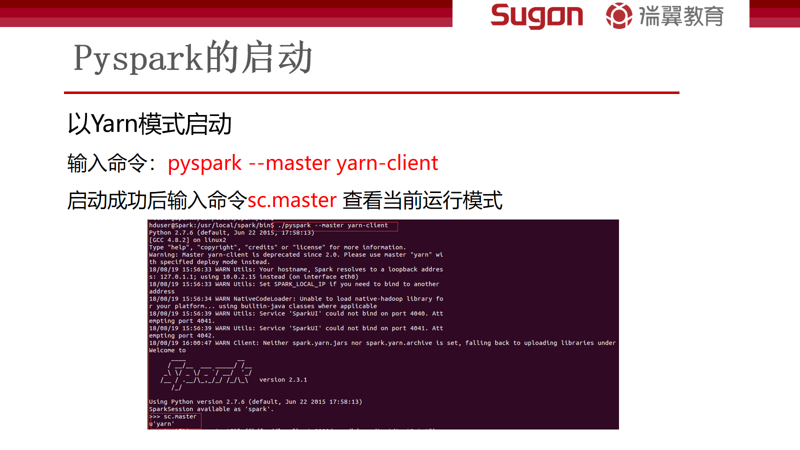 Sugon 瑞翼教育
Pyspark的启动
以Yarn模式启动
输入命令：pyspark --master yarn-client
启动成功后输入命令sc.master 查看当前运行模式
hduser@Spark:/usr/local/spark/bin$ ./pyspark --master yarn-client
Python 2.7.6 (default, Jun 22 2015, 17:58:13)
[GCC 4.8.2] on linux2
Type "help", "copyright", "credits" or "license" for more information.
Warning: Master yarn-client is deprecated since 2.0. Please use master "yarn" wi
th specified deploy mode instead.
18/08/19 15:56:33 WARN Utils: Your hostname, Spark resolves to a loopback addres
s: 127.0.1.1; using 10.0.2.15 instead (on interface eth0)
18/08/19 15:56:33 WARN Utils: Set SPARK_LOCAL_IP if you need to bind to another
address
18/08/19 15:56:34 WARN NativeCodeLoader: Unable to load native-hadoop library fo
r your platform... using builtin-java classes where applicable
18/08/19 15:56:39 WARN Utils: Service 'SparkUI' could not bind on port 4040. Att
empting port 4041.
18/08/19 15:56:39 WARN Utils: Service 'SparkUI' could not bind on port 4041. Att
empting port 4042.
18/08/19 16:00:47 WARN Client: Neither spark.yarn.jars nor spark.yarn.archive is set, falling back to uploading libraries under
Welcome to
version 2.3.1
Using Python version 2.7.6 (default, Jun 22 2015 17:58:13)
SparkSession available as 'spark'.
>>> sc.master
u'yarn'